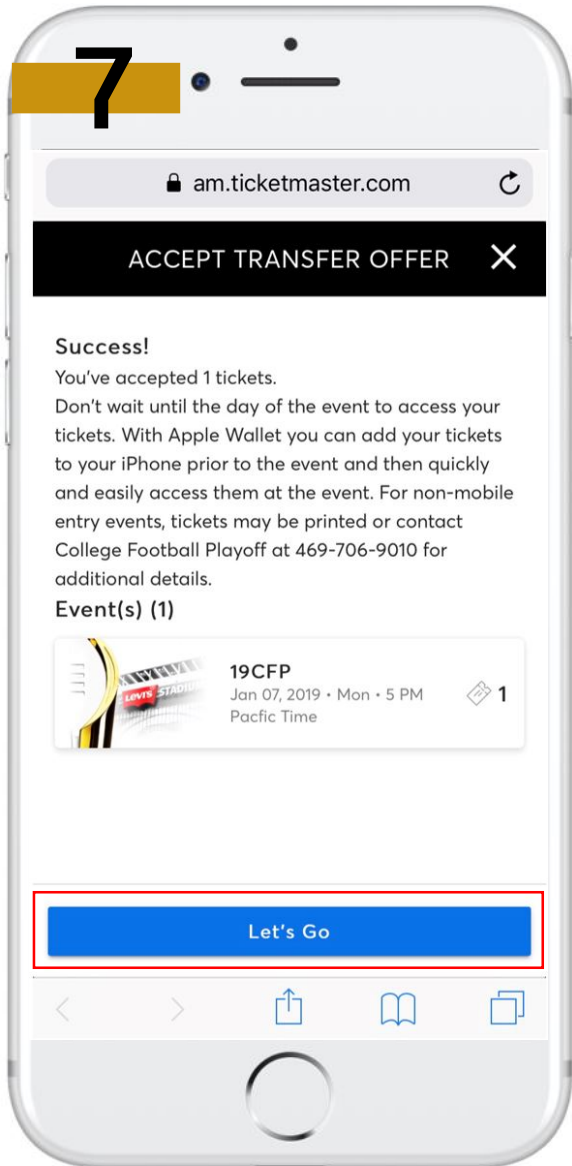 7
am.ticketmaster.com
ACCEPT TRANSFER OFFER
Success!
You've accepted 1 tickets.
Don't wait until the day of the event to access your
tickets. With Apple Wallet you can add your tickets
to your iPhone prior to the event and then quickly
and easily access them at the event. For non-mobile
entry events, tickets may be printed or contact
College Football Playoff at 469-706-9010 for
additional details.
Event(s) (1)
LEVI'S STADIUM
19CFP
Jan 07, 2019 • Mon • 5 PM
Pacfic Time
1
Let's Go